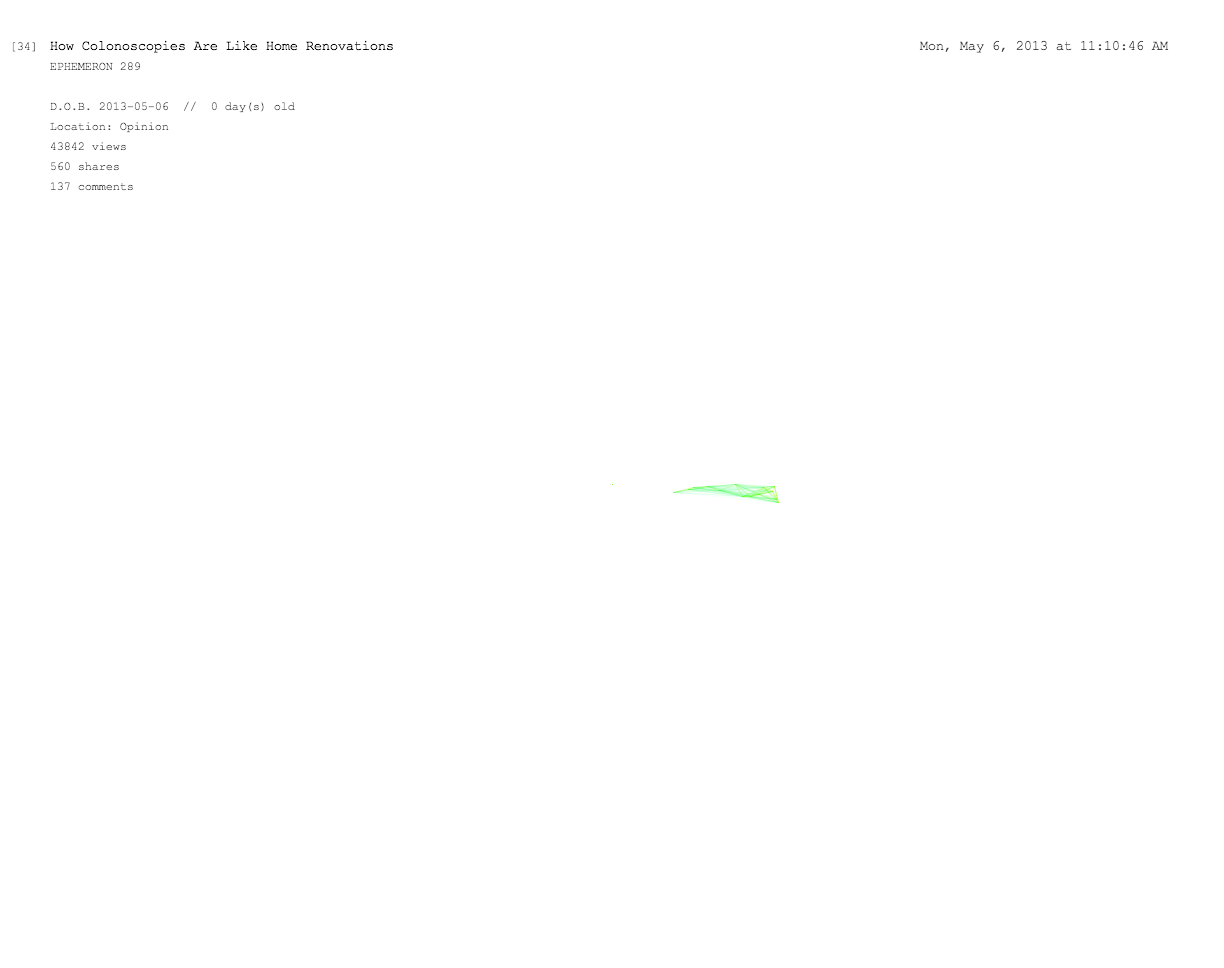 [34] How Colonoscopies Are Like Home Renovations
Mon, May 6, 2013 at 11:10:46 AM
EPHEMERON 289
D.O.B. 2013-05-06 // 0 day(s) old
Location: Opinion
43842 views
560 shares
137 comments